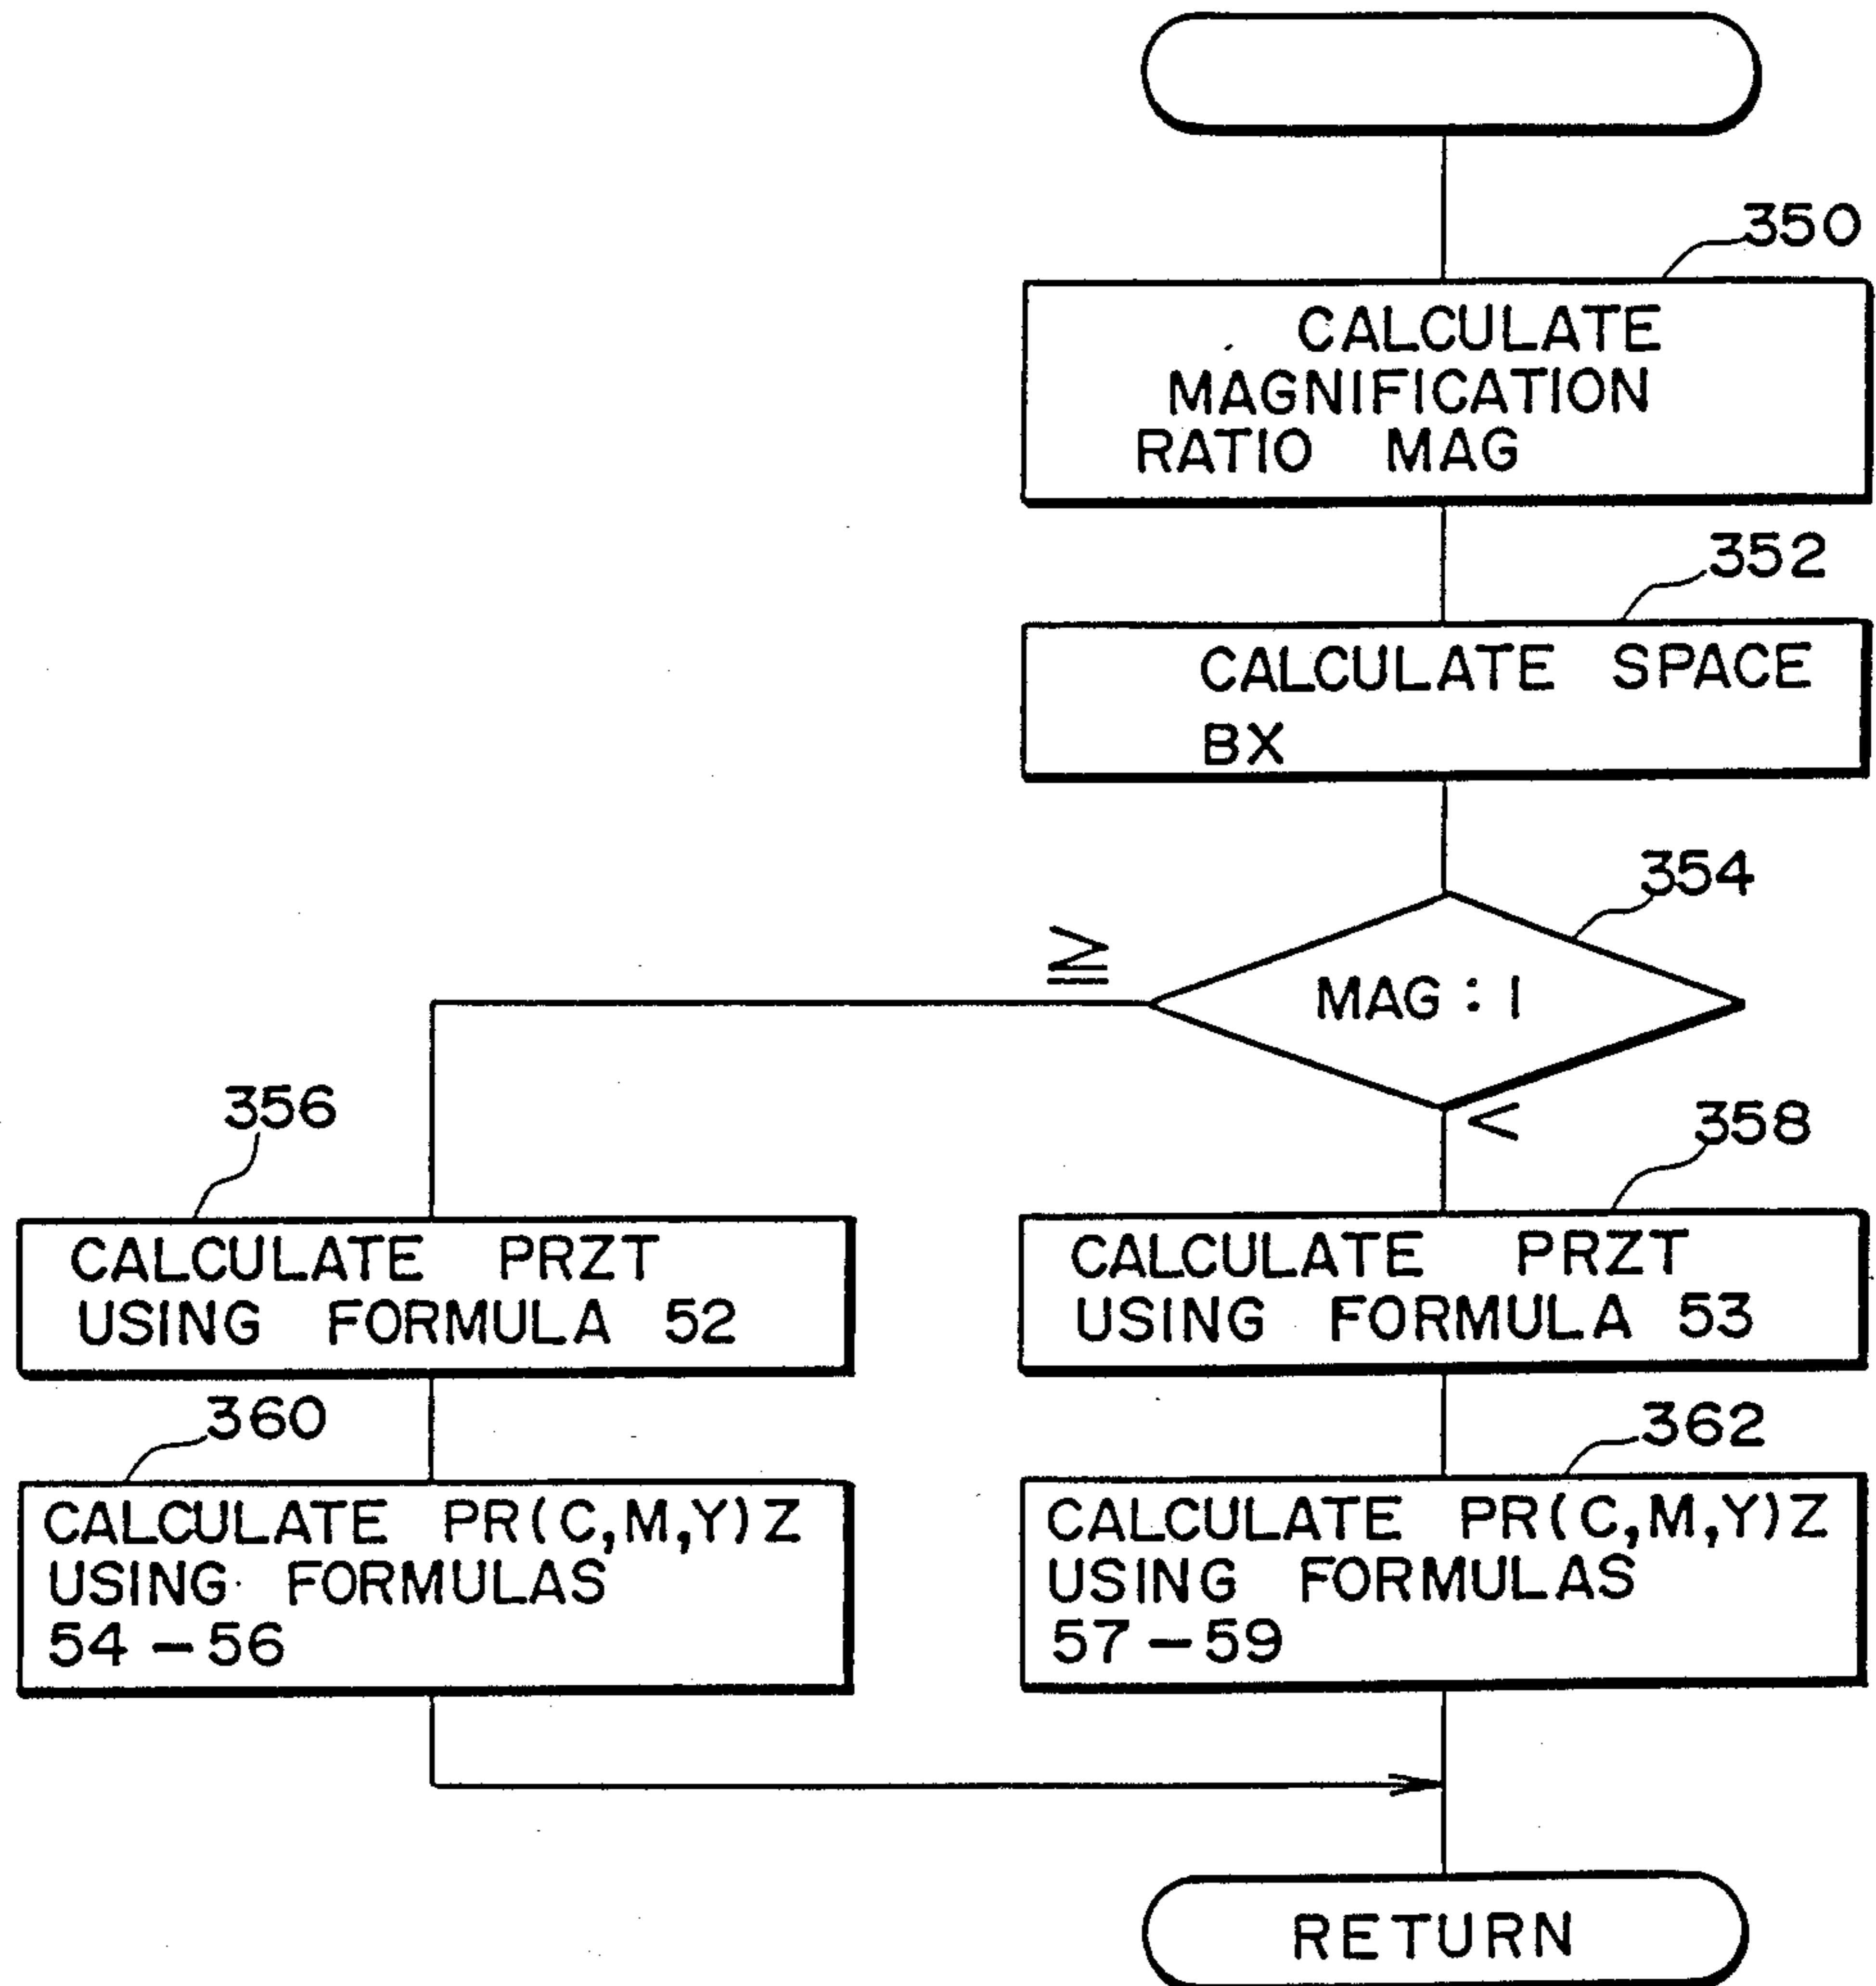 350
CALCULATE
MAGNIFICATION
RATIO MAG
352
CALCULATE SPACE
BX
354
≧
MAG : 1
<
356
CALCULATE PRZT
USING FORMULA 52
358
CALCULATE PRZT
USING FORMULA 53
360
CALCULATE PR(C,M,Y)Z
USING FORMULAS
54-56
362
CALCULATE PR(C,M,Y)Z
USING FORMULAS
57-59
RETURN